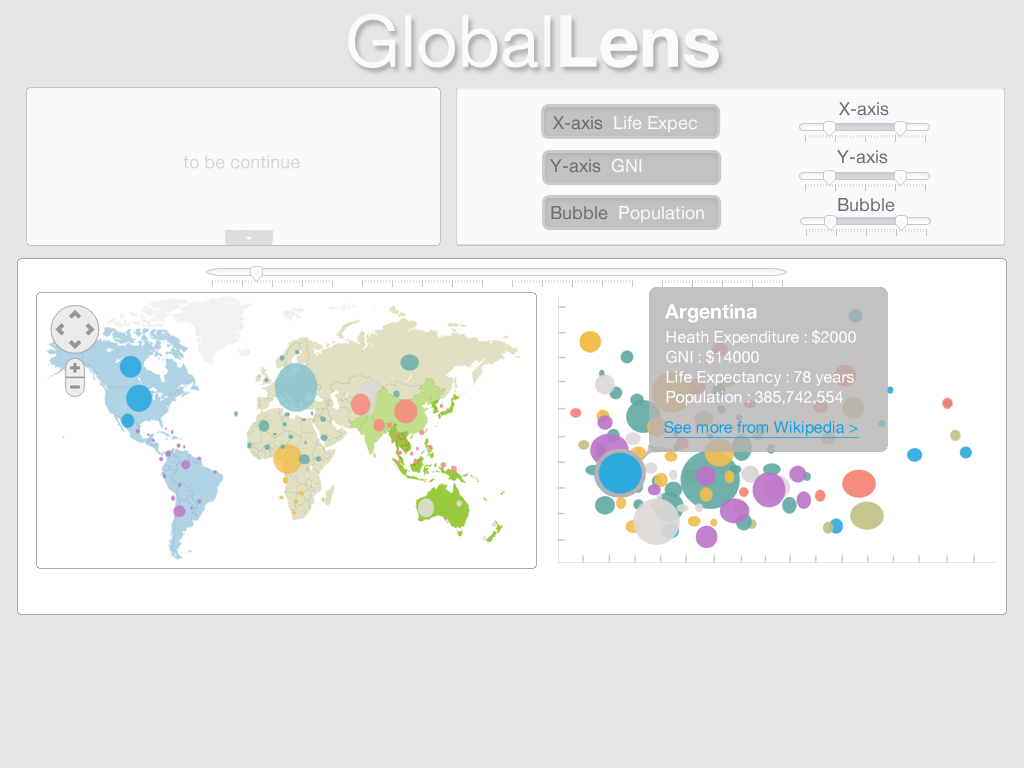 GlobalLens
to be continue
X-axis Life Expec
Y-axis GNI
Bubble Population
X-axis
Y-axis
Bubble
Argentina
Heath Expenditure : $2000
GNI : $14000
Life Expectancy : 78 years
Population : 385,742,554
See more from Wikipedia >